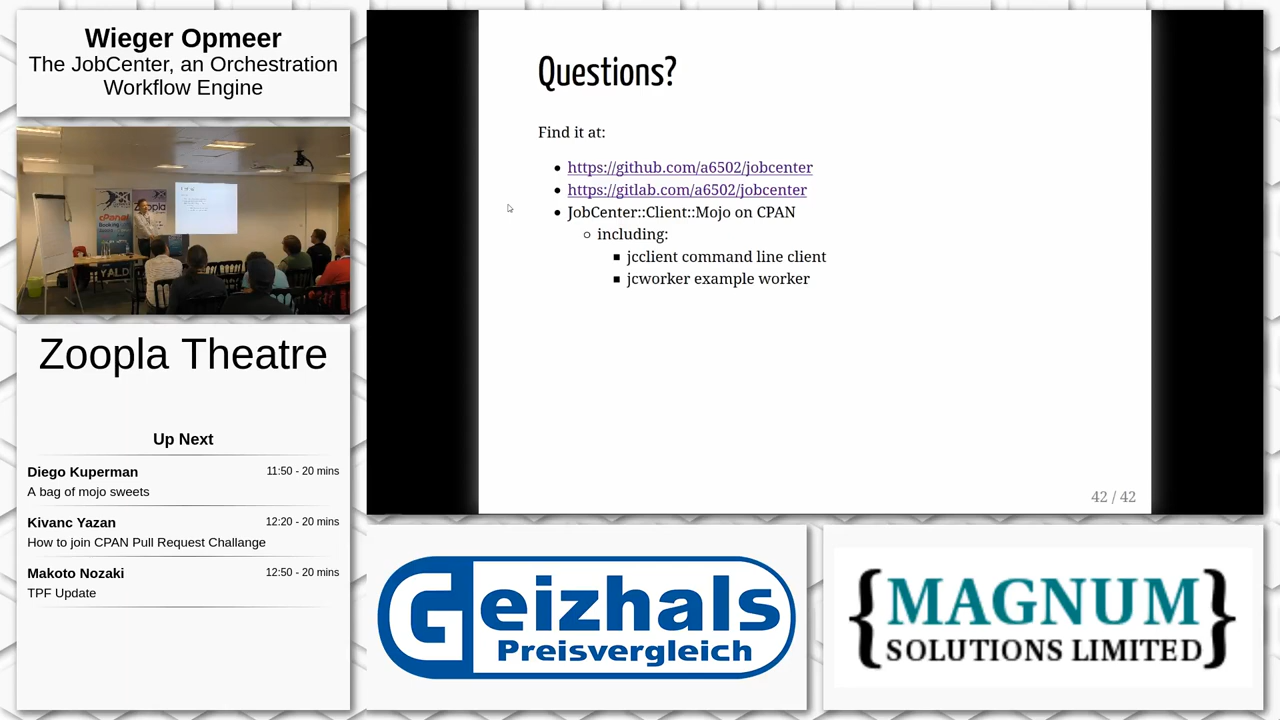 Wieger Opmeer
The JobCenter, an Orchestration
Workflow Engine
cPanel
Zoopla
YALD
Zoopla Theatre
Up Next
Diego Kuperman 11:50 - 20 mins
A bag of mojo sweets
Kivanc Yazan 12:20 - 20 mins
How to join CPAN Pull Request Challange
Makoto Nozaki 12:50 - 20 mins
TPF Update
Questions?
Find it at:
https://github.com/a6502/jobcenter
https://gitlab.com/a6502/jobcenter
JobCenter::Client::Mojo on CPAN
including:
jcclient command line client
jcworker example worker
42 / 42
Geizhals
Preisvergleich
{MAGNUM}
SOLUTIONS LIMITED